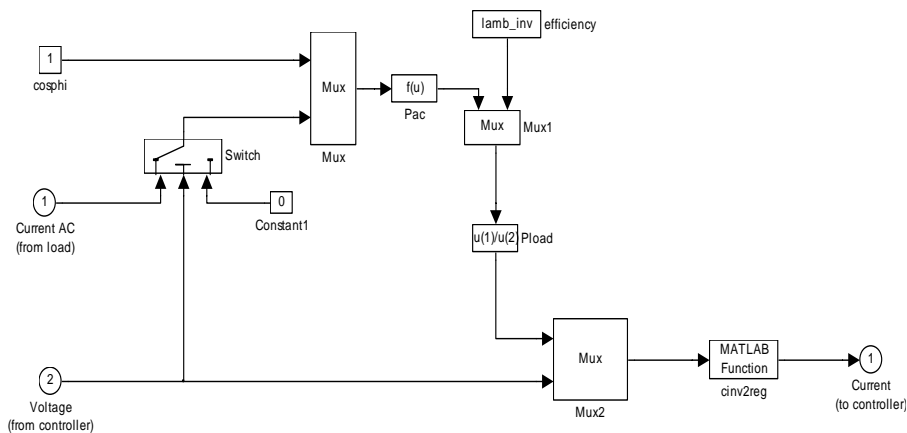 lamb_inv
efficiency
1
cosphi
Mux
Mux
f(u)
Pac
Mux
Mux1
Switch
1
Current AC
(from load)
0
Constant1
u(1)/u(2)
Pload
Mux
Mux2
MATLAB
Function
cinv2reg
1
Current
(to controller)
2
Voltage
(from controller)